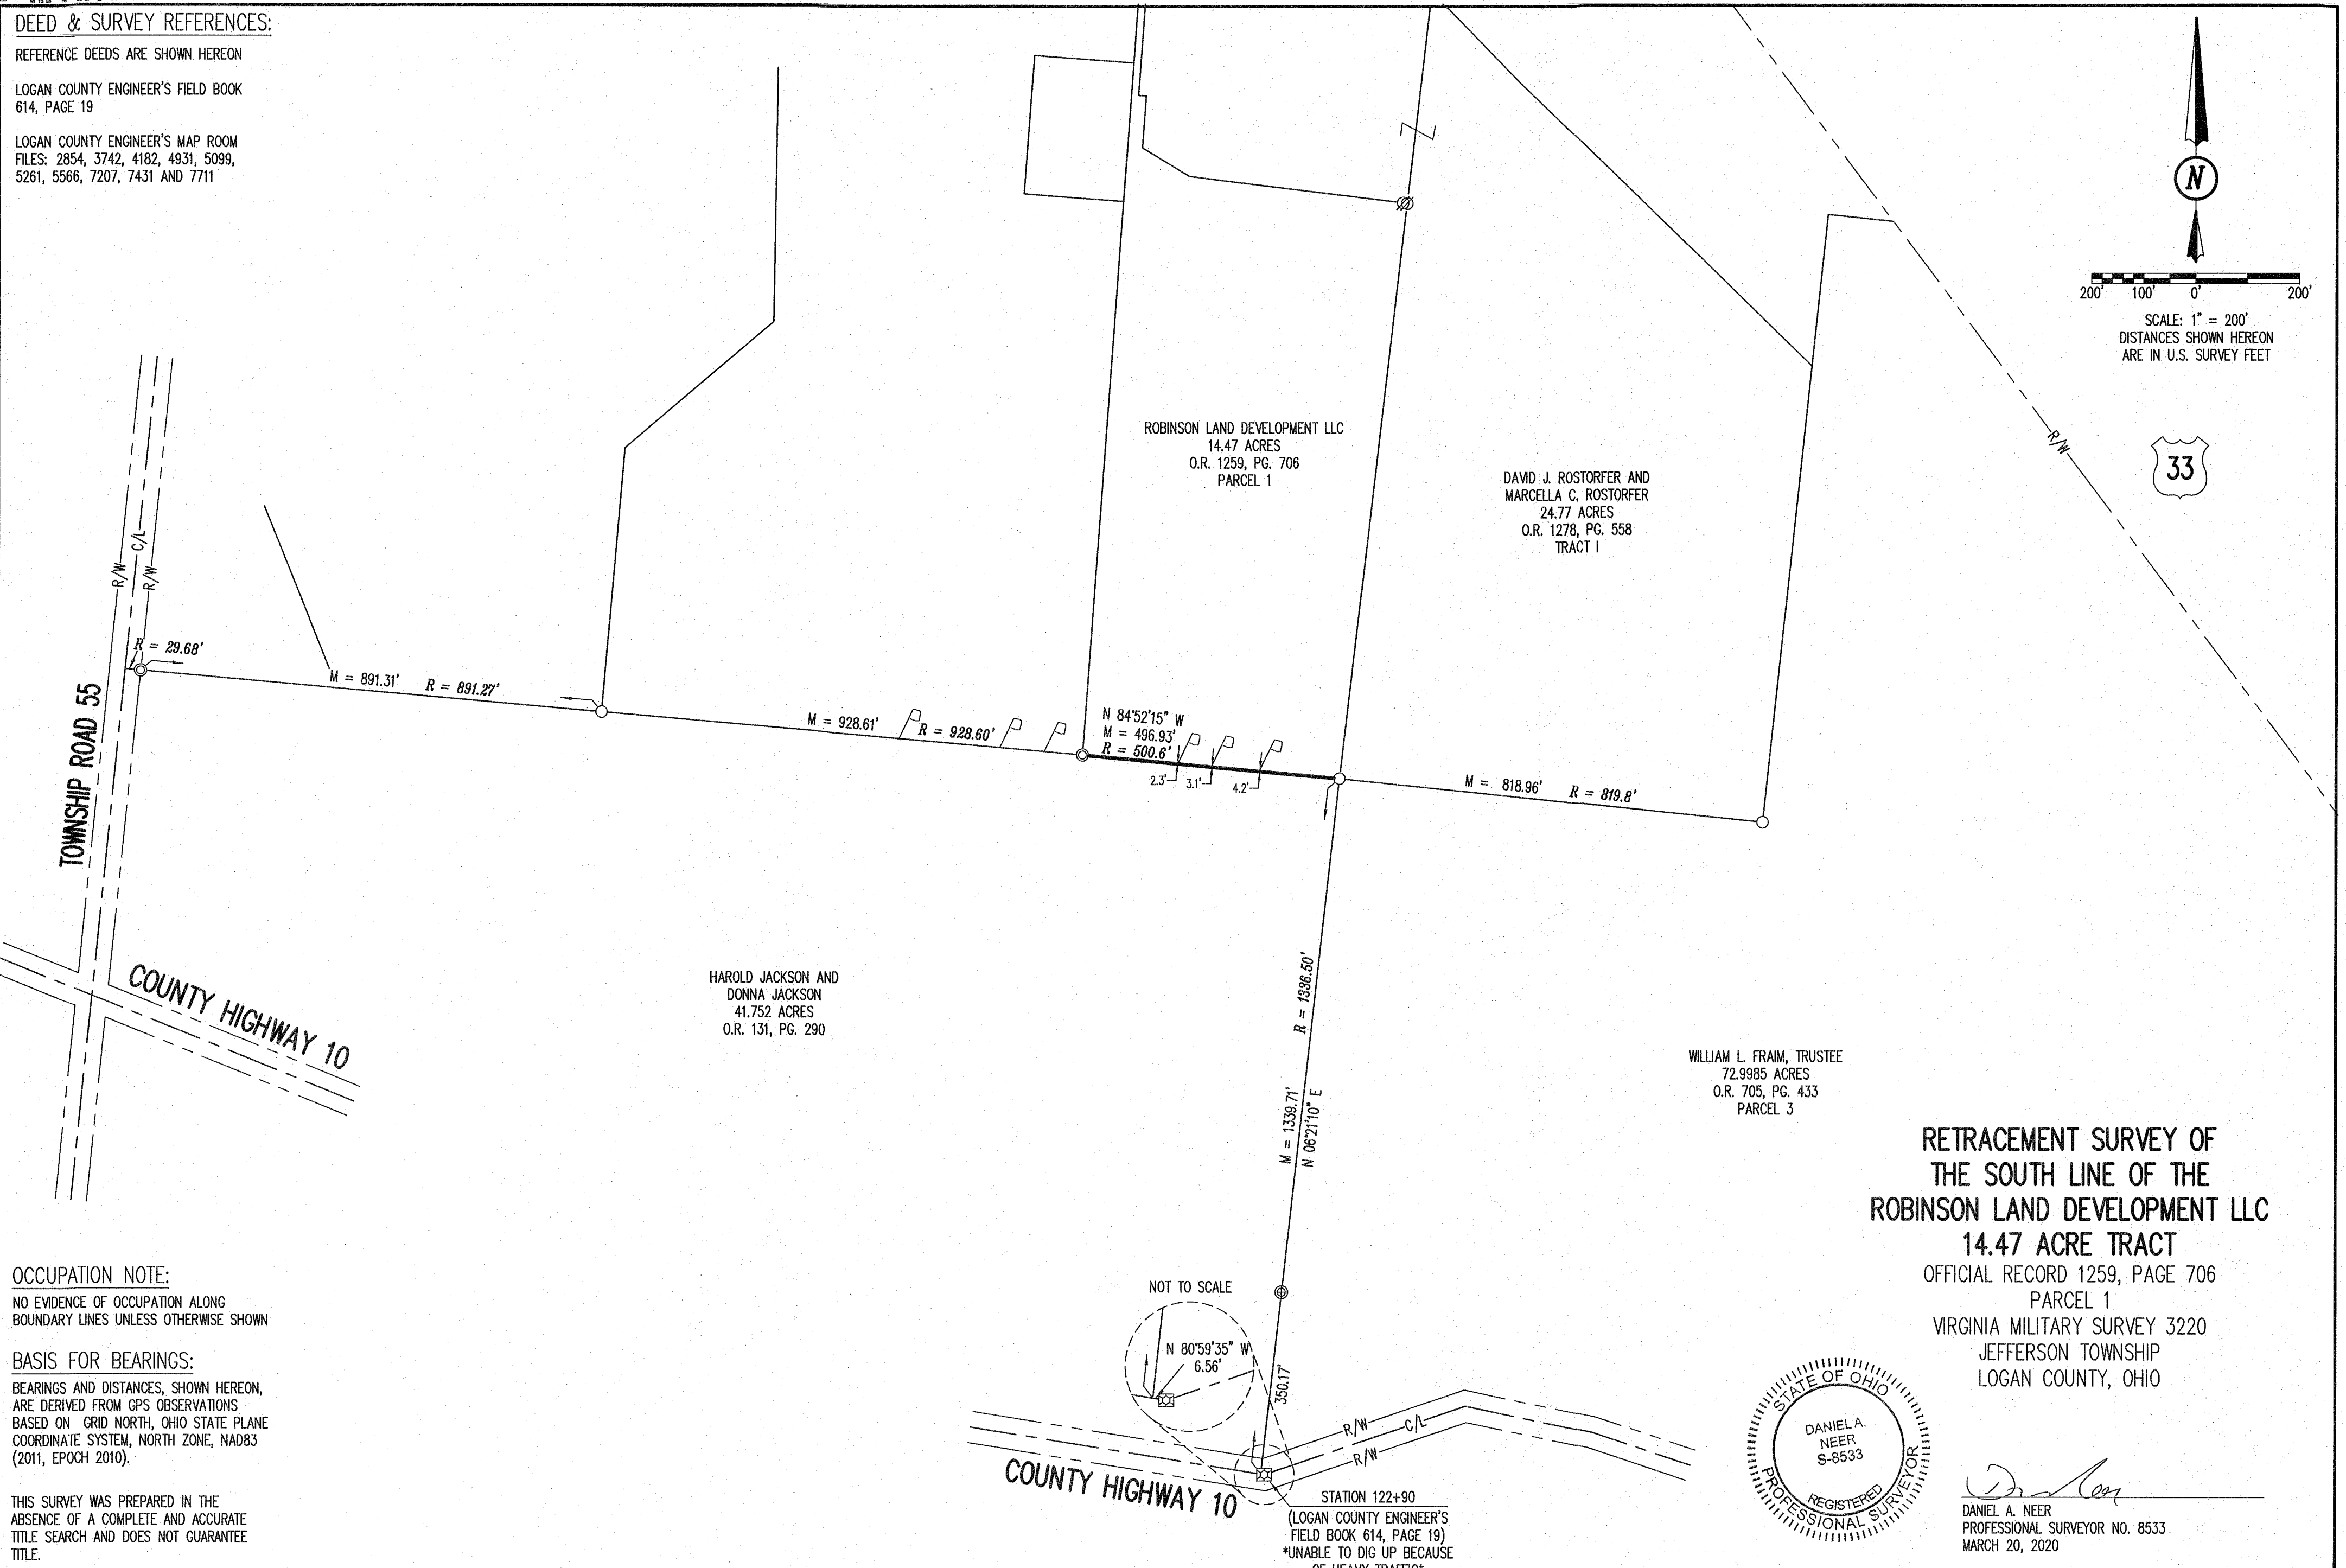 DEED & SURVEY REFERENCES:
REFERENCE DEEDS ARE SHOWN HEREON
LOGAN COUNTY ENGINEER'S FIELD BOOK
614, PAGE 19
LOGAN COUNTY ENGINEER'S MAP ROOM
FILES: 2854, 3742, 4182, 4931, 5099,
5261, 5566, 7207, 7431 AND 7711
N
200' 100' 0' 200'
SCALE: 1" = 200'
DISTANCES SHOWN HEREON
ARE IN U.S. SURVEY FEET
R/W
33
ROBINSON LAND DEVELOPMENT LLC
14.47 ACRES
O.R. 1259, PG. 706
PARCEL 1
DAVID J. ROSTORFER AND
MARCELLA C. ROSTORFER
24.77 ACRES
O.R. 1278, PG. 558
TRACT I
R/W
C/L
R/W
R = 29.68'
M = 891.31' R = 891.27'
M = 928.61' R = 928.60'
N 84°52'15" W
M = 496.93'
R = 500.6'
2.3' 3.1' 4.2'
M = 818.96' R = 819.8'
TOWNSHIP ROAD 55
COUNTY HIGHWAY 10
HAROLD JACKSON AND
DONNA JACKSON
41.752 ACRES
O.R. 131, PG. 290
R = 1336.50'
M = 1339.71'
N 06°21'10" E
WILLIAM L. FRAIM, TRUSTEE
72.9985 ACRES
O.R. 705, PG. 433
PARCEL 3
RETRACEMENT SURVEY OF
THE SOUTH LINE OF THE
ROBINSON LAND DEVELOPMENT LLC
14.47 ACRE TRACT
OFFICIAL RECORD 1259, PAGE 706
PARCEL 1
VIRGINIA MILITARY SURVEY 3220
JEFFERSON TOWNSHIP
LOGAN COUNTY, OHIO
OCCUPATION NOTE:
NO EVIDENCE OF OCCUPATION ALONG
BOUNDARY LINES UNLESS OTHERWISE SHOWN
BASIS FOR BEARINGS:
BEARINGS AND DISTANCES, SHOWN HEREON,
ARE DERIVED FROM GPS OBSERVATIONS
BASED ON GRID NORTH, OHIO STATE PLANE
COORDINATE SYSTEM, NORTH ZONE, NAD83
(2011, EPOCH 2010).
THIS SURVEY WAS PREPARED IN THE
ABSENCE OF A COMPLETE AND ACCURATE
TITLE SEARCH AND DOES NOT GUARANTEE
TITLE.
NOT TO SCALE
N 80°59'35" W
6.56'
350.17'
R/W
C/L
R/W
COUNTY HIGHWAY 10
STATION 122+90
(LOGAN COUNTY ENGINEER'S
FIELD BOOK 614, PAGE 19)
*UNABLE TO DIG UP BECAUSE
OF HEAVY TRAFFIC*
STATE OF OHIO
DANIEL A.
NEER
S-8533
REGISTERED
PROFESSIONAL SURVEYOR
DANIEL A. NEER
PROFESSIONAL SURVEYOR NO. 8533
MARCH 20, 2020